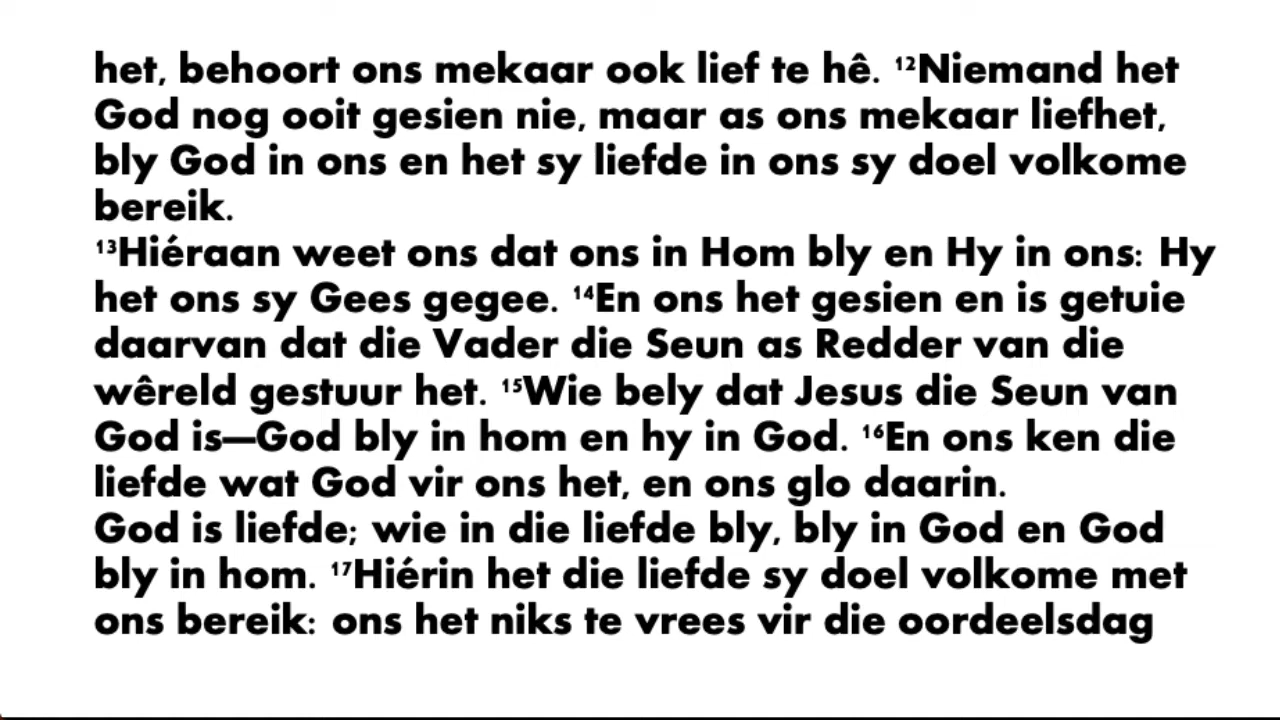 het, behoort ons mekaar ook lief te hê. ¹²Niemand het
God nog ooit gesien nie, maar as ons mekaar liefhet,
bly God in ons en het sy liefde in ons sy doel volkome
bereik.
¹³Hiéraan weet ons dat ons in Hom bly en Hy in ons: Hy
het ons sy Gees gegee. ¹⁴En ons het gesien en is getuie
daarvan dat die Vader die Seun as Redder van die
wêreld gestuur het. ¹⁵Wie bely dat Jesus die Seun van
God is—God bly in hom en hy in God. ¹⁶En ons ken die
liefde wat God vir ons het, en ons glo daarin.
God is liefde; wie in die liefde bly, bly in God en God
bly in hom. ¹⁷Hiérin het die liefde sy doel volkome met
ons bereik: ons het niks te vrees vir die oordeelsdag